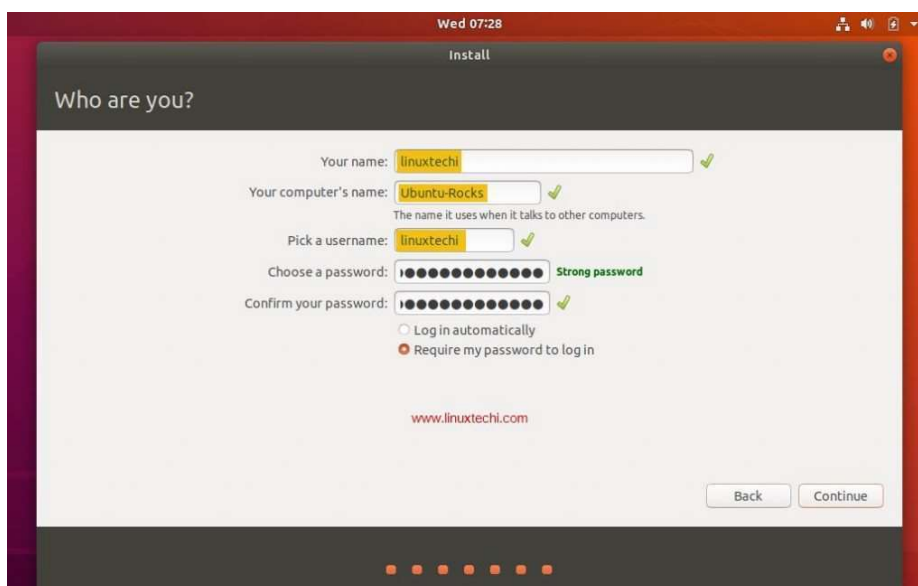 Wed 07:28
Install
Who are you?
Your name: linuxtechi
Your computer's name: Ubuntu-Rocks
The name it uses when it talks to other computers.
Pick a username: linuxtechi
Choose a password: Strong password
Confirm your password:
Log in automatically
Require my password to log in
www.linuxtechi.com
Back Continue